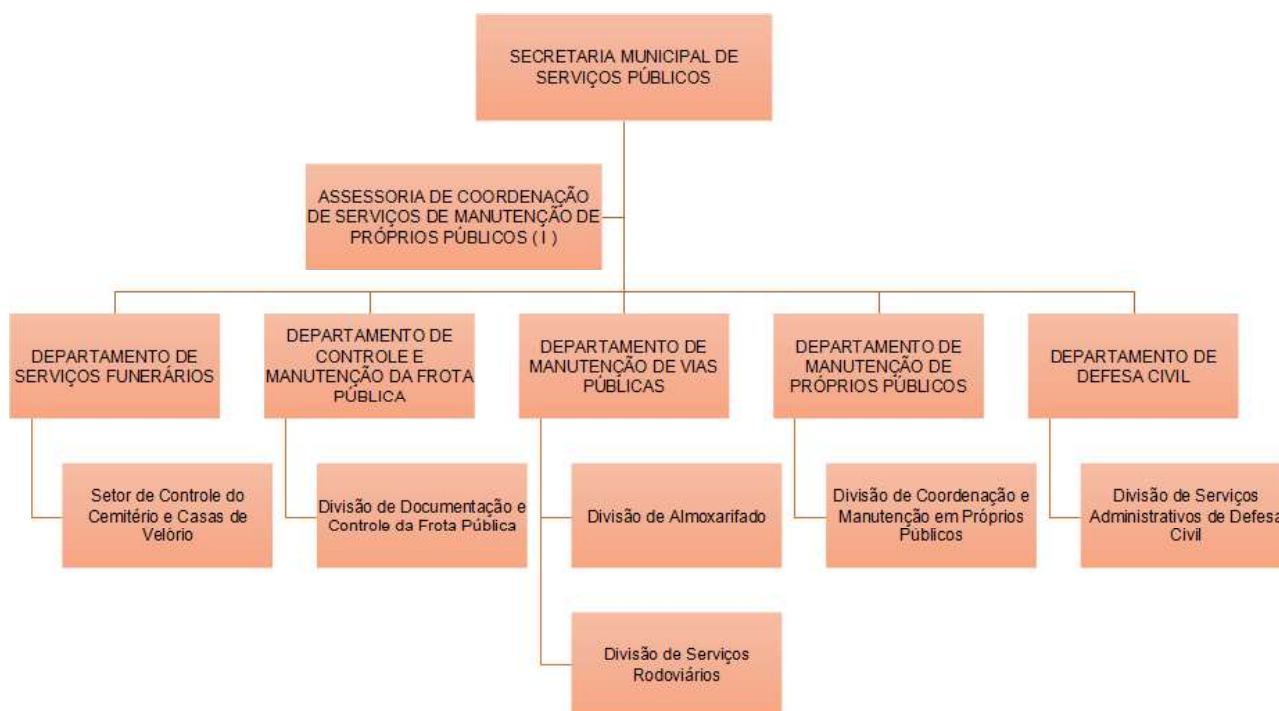 SECRETARIA MUNICIPAL DE
SERVIÇOS PÚBLICOS
ASSESSORIA DE COORDENAÇÃO
DE SERVIÇOS DE MANUTENÇÃO DE
PRÓPRIOS PÚBLICOS ( I )
DEPARTAMENTO DE
SERVIÇOS FUNERÁRIOS
DEPARTAMENTO DE
CONTROLE E
MANUTENÇÃO DA FROTA
PÚBLICA
DEPARTAMENTO DE
MANUTENÇÃO DE VIAS
PÚBLICAS
DEPARTAMENTO DE
MANUTENÇÃO DE
PRÓPRIOS PÚBLICOS
DEPARTAMENTO DE
DEFESA CIVIL
Setor de Controle do
Cemitério e Casas de
Velório
Divisão de Documentação e
Controle da Frota Pública
Divisão de Almoxarifado
Divisão de Coordenação e
Manutenção em Próprios
Públicos
Divisão de Serviços
Administrativos de Defesa
Civil
Divisão de Serviços
Rodoviários